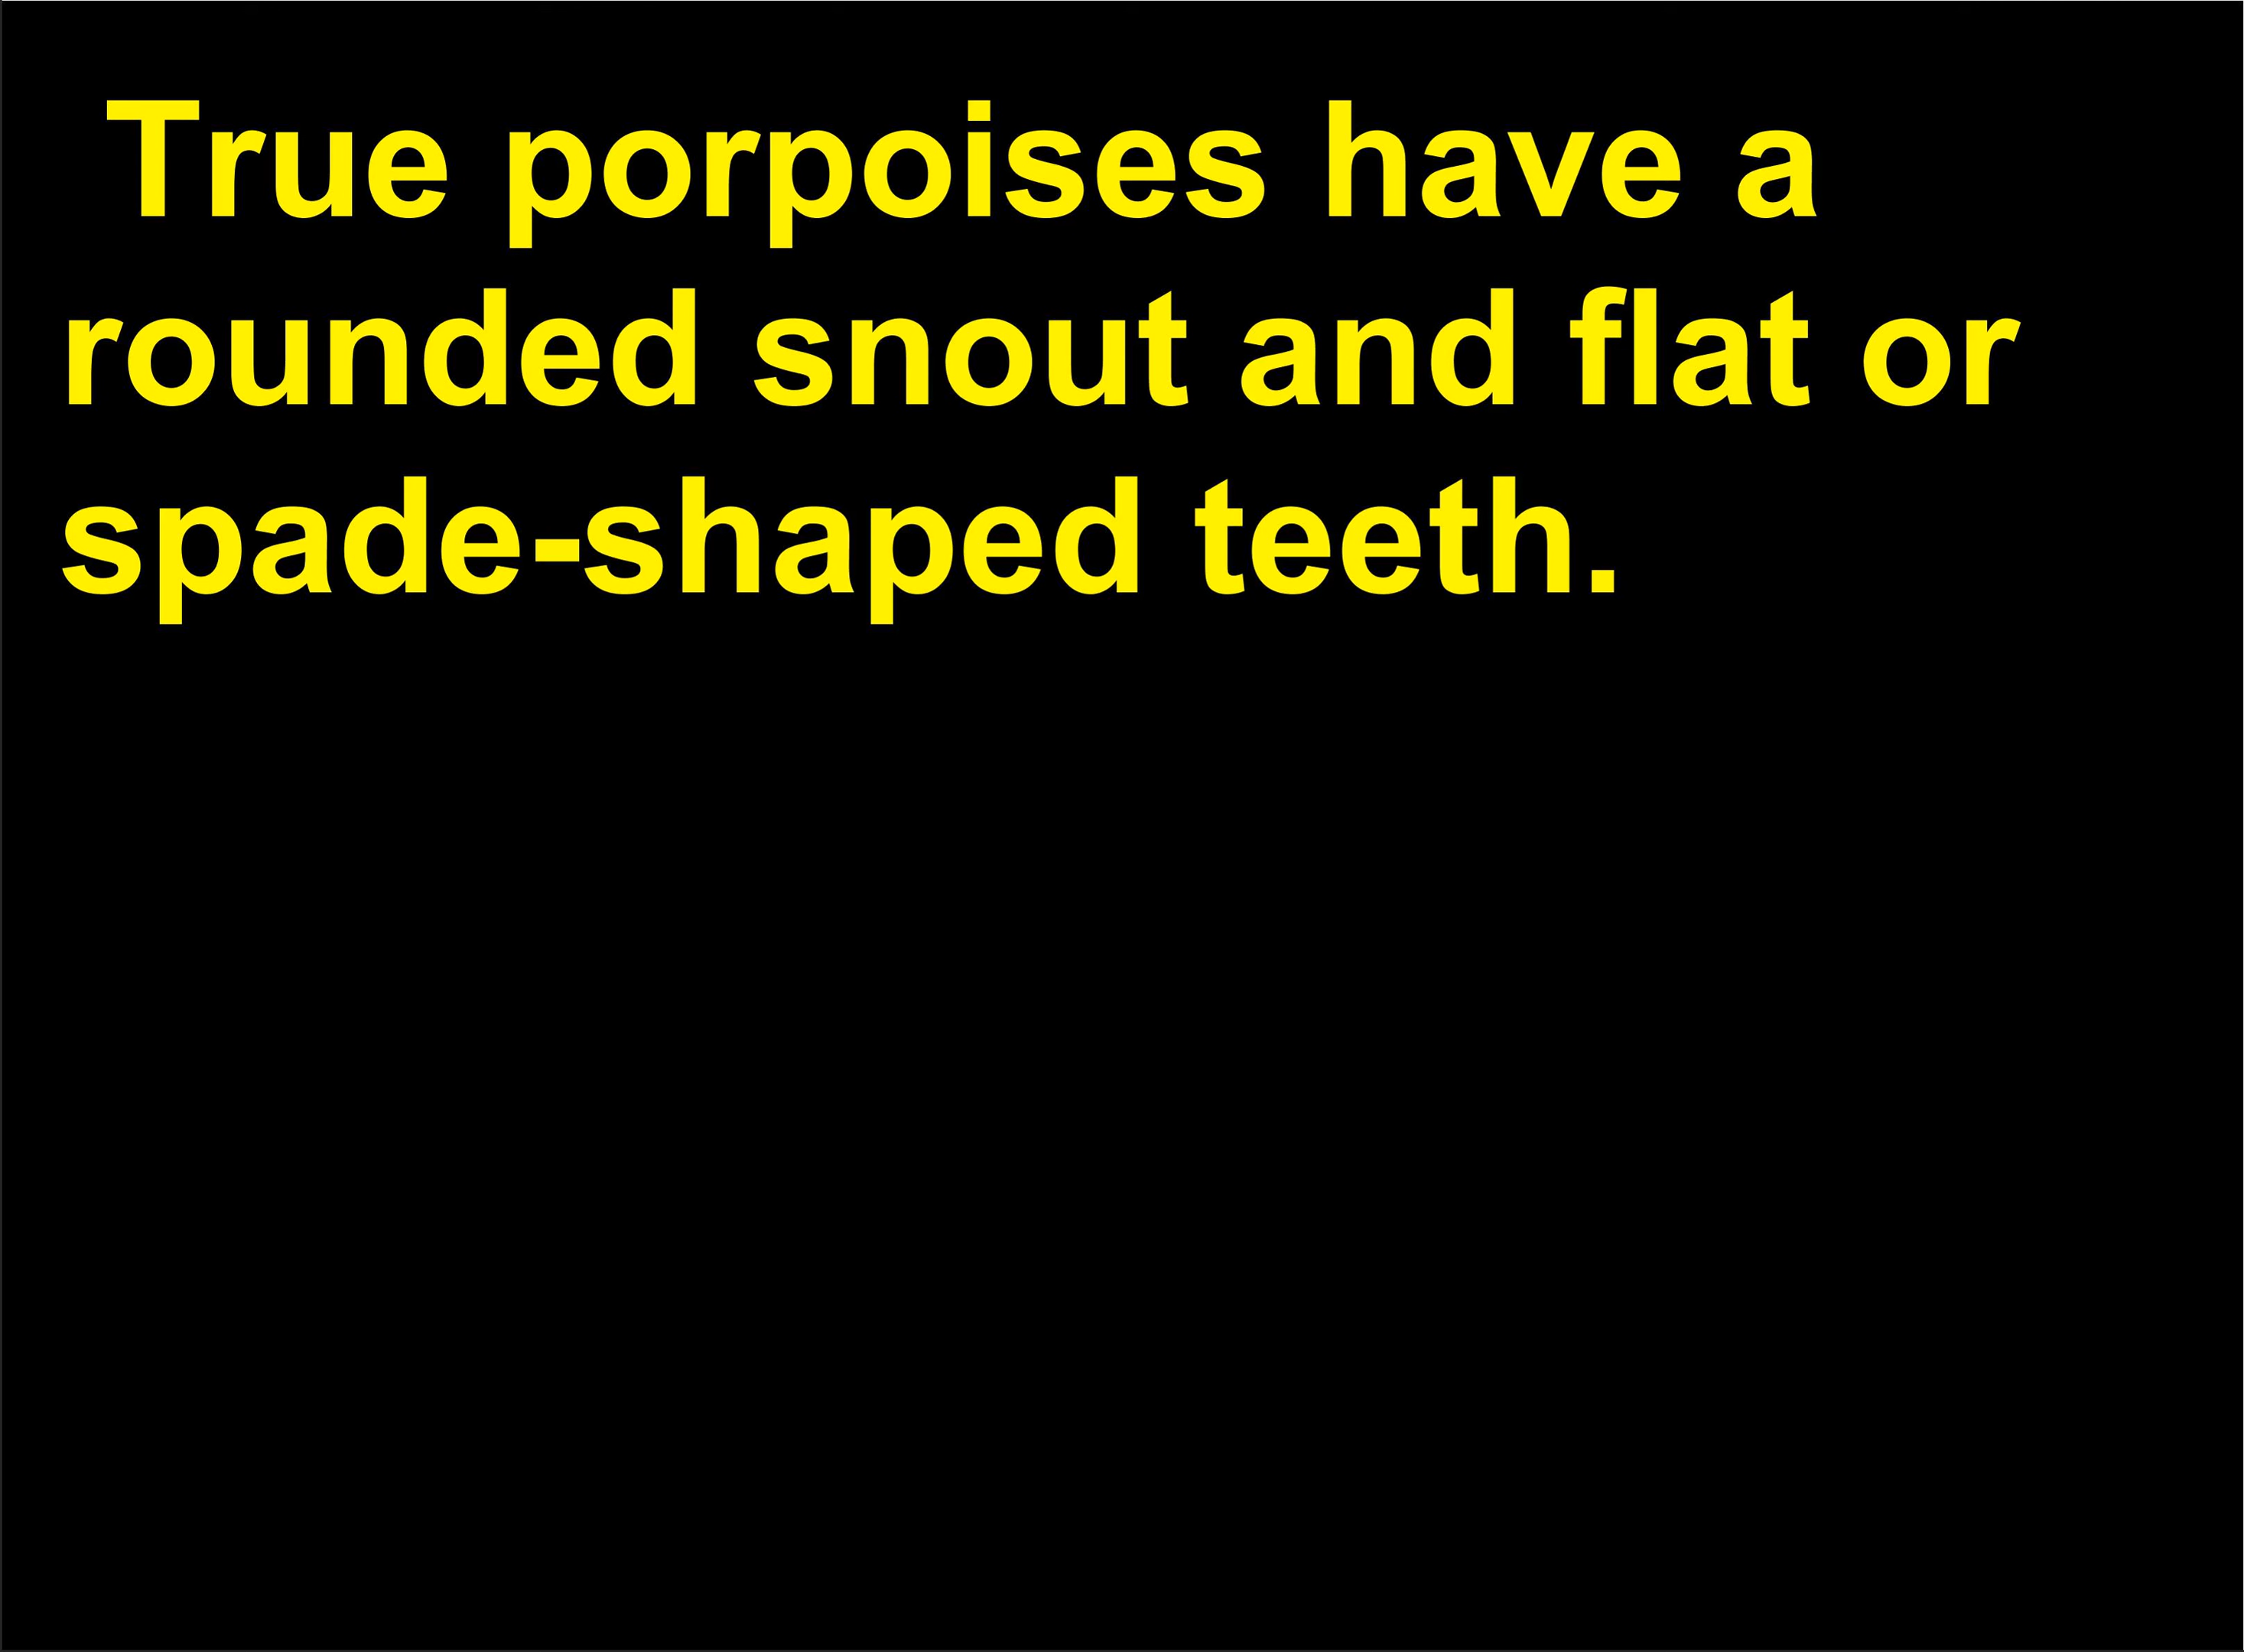 True porpoises have a
rounded snout and flat or
spade-shaped teeth.